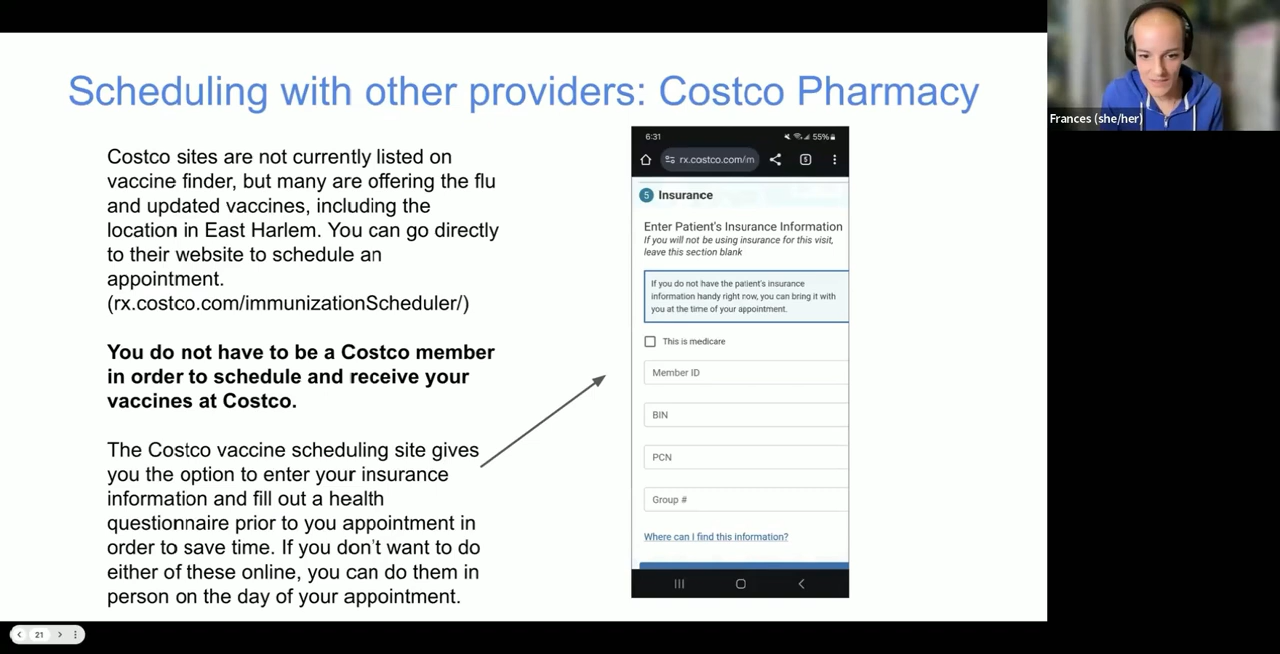 Scheduling with other providers: Costco Pharmacy
Costco sites are not currently listed on
vaccine finder, but many are offering the flu
and updated vaccines, including the
location in East Harlem. You can go directly
to their website to schedule an
appointment.
(rx.costco.com/immunizationScheduler/)
You do not have to be a Costco member
in order to schedule and receive your
vaccines at Costco.
The Costco vaccine scheduling site gives
you the option to enter your insurance
information and fill out a health
questionnaire prior to you appointment in
order to save time. If you don't want to do
either of these online, you can do them in
person on the day of your appointment.
6:31
55%
rx.costco.com/m
5
5 Insurance
Enter Patient's Insurance Information
If you will not be using insurance for this visit,
leave this section blank
If you do not have the patient's insurance
information handy right now, you can bring it with
you at the time of your appointment.
This is medicare
Member ID
BIN
PCN
Group #
Where can I find this information?
Frances (she/her)
21